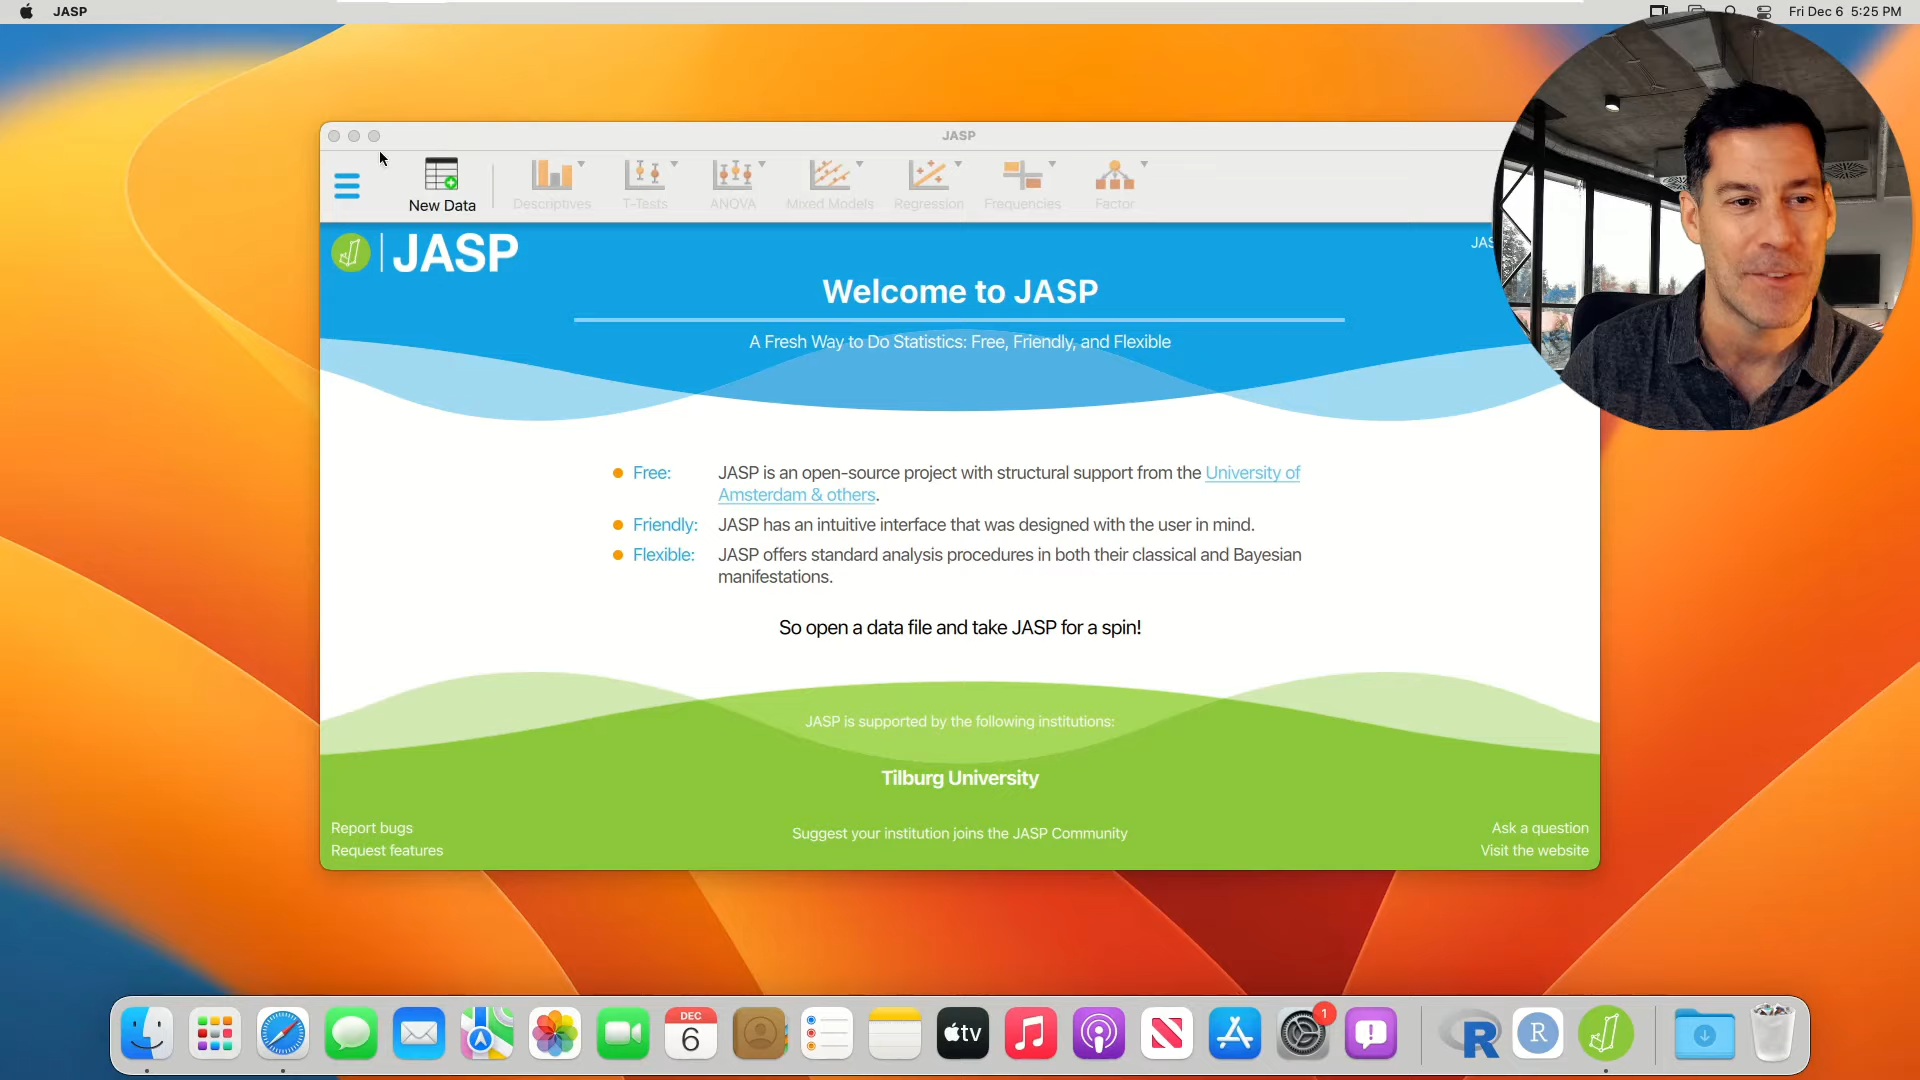 JASP
Fri Dec 6 5:25 PM
JASP
New Data
Descriptives
T-Tests
ANOVA
Mixed Models
Regression
Frequencies
Factor
JASP
Welcome to JASP
A Fresh Way to Do Statistics: Free, Friendly, and Flexible
Free: JASP is an open-source project with structural support from the University of
Amsterdam & others.
Friendly: JASP has an intuitive interface that was designed with the user in mind.
Flexible: JASP offers standard analysis procedures in both their classical and Bayesian
manifestations.
So open a data file and take JASP for a spin!
JASP is supported by the following institutions:
Tilburg University
Report bugs
Suggest your institution joins the JASP Community
Ask a question
Request features
Visit the website
DEC
6
tv
1
R
R